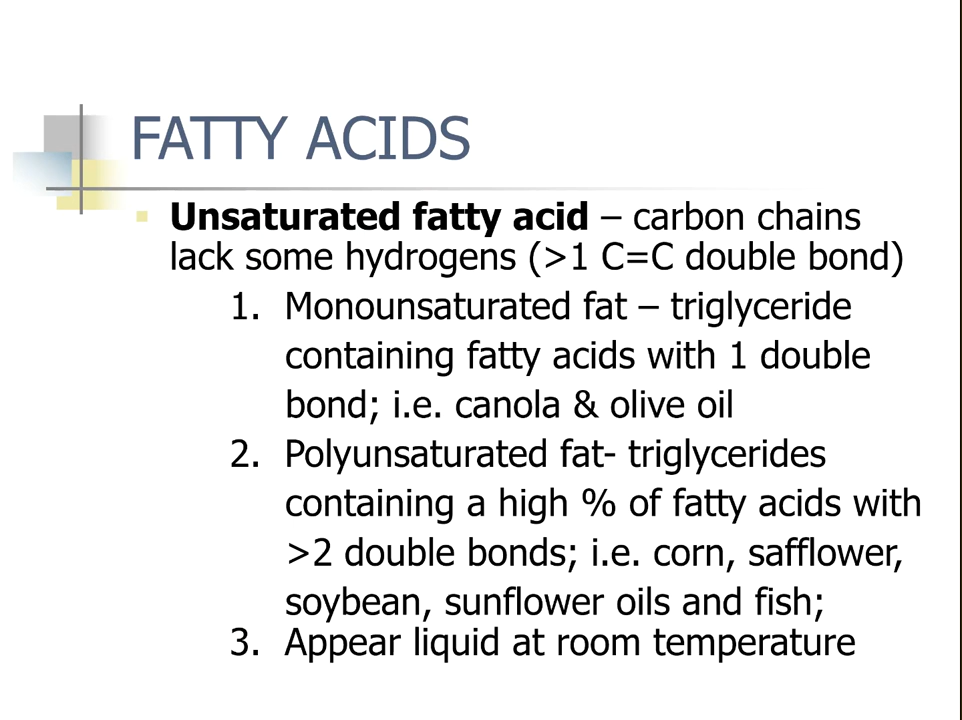 FATTY ACIDS
Unsaturated fatty acid – carbon chains
lack some hydrogens (>1 C=C double bond)
1. Monounsaturated fat – triglyceride
containing fatty acids with 1 double
bond; i.e. canola & olive oil
2. Polyunsaturated fat- triglycerides
containing a high % of fatty acids with
>2 double bonds; i.e. corn, safflower,
soybean, sunflower oils and fish;
3. Appear liquid at room temperature